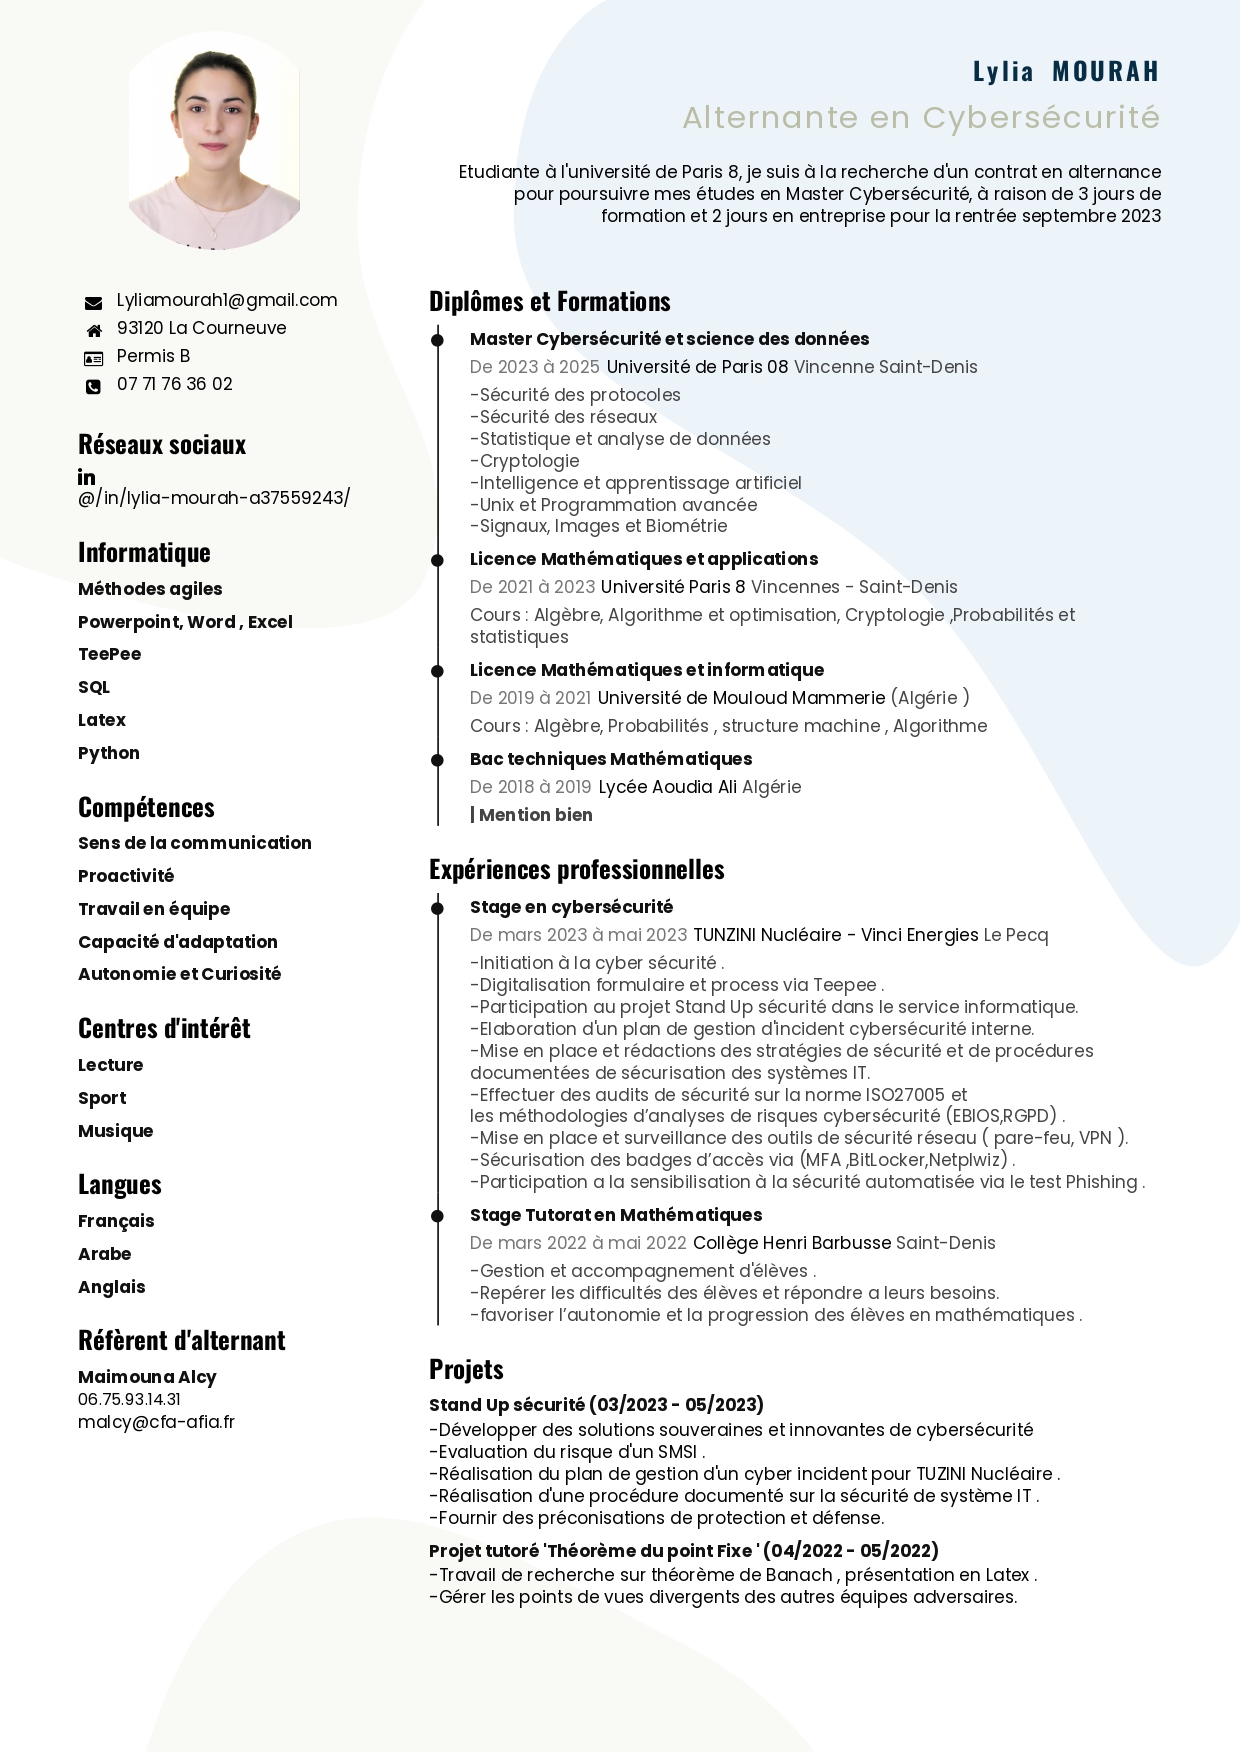 Lylia MOURAH
Alternante en Cybersécurité
Etudiante à l'université de Paris 8, je suis à la recherche d'un contrat en alternance
pour poursuivre mes études en Master Cybersécurité, à raison de 3 jours de
formation et 2 jours en entreprise pour la rentrée septembre 2023
Lyliamourah1@gmail.com
93120 La Courneuve
Permis B
07 71 76 36 02
Réseaux sociaux
in
@/in/lylia-mourah-a37559243/
Informatique
Méthodes agiles
Powerpoint, Word , Excel
TeePee
SQL
Latex
Python
Compétences
Sens de la communication
Proactivité
Travail en équipe
Capacité d'adaptation
Autonomie et Curiosité
Centres d'intérêt
Lecture
Sport
Musique
Langues
Français
Arabe
Anglais
Réfèrent d'alternant
Maimouna Alcy
06.75.93.14.31
malcy@cfa-afia.fr
Diplômes et Formations
Master Cybersécurité et science des données
De 2023 à 2025 Université de Paris 08 Vincenne Saint-Denis
-Sécurité des protocoles
-Sécurité des réseaux
-Statistique et analyse de données
-Cryptologie
-Intelligence et apprentissage artificiel
-Unix et Programmation avancée
-Signaux, Images et Biométrie
Licence Mathématiques et applications
De 2021 à 2023 Université Paris 8 Vincennes - Saint-Denis
Cours : Algèbre, Algorithme et optimisation, Cryptologie ,Probabilités et
statistiques
Licence Mathématiques et informatique
De 2019 à 2021 Université de Mouloud Mammerie (Algérie )
Cours : Algèbre, Probabilités , structure machine , Algorithme
Bac techniques Mathématiques
De 2018 à 2019 Lycée Aoudia Ali Algérie
| Mention bien
Expériences professionnelles
Stage en cybersécurité
De mars 2023 à mai 2023 TUNZINI Nucléaire - Vinci Energies Le Pecq
-Initiation à la cyber sécurité .
-Digitalisation formulaire et process via Teepee .
-Participation au projet Stand Up sécurité dans le service informatique.
-Elaboration d'un plan de gestion d'incident cybersécurité interne.
-Mise en place et rédactions des stratégies de sécurité et de procédures
documentées de sécurisation des systèmes IT.
-Effectuer des audits de sécurité sur la norme ISO27005 et
les méthodologies d’analyses de risques cybersécurité (EBIOS,RGPD) .
-Mise en place et surveillance des outils de sécurité réseau ( pare-feu, VPN ).
-Sécurisation des badges d’accès via (MFA ,BitLocker,Netplwiz) .
-Participation a la sensibilisation à la sécurité automatisée via le test Phishing .
Stage Tutorat en Mathématiques
De mars 2022 à mai 2022 Collège Henri Barbusse Saint-Denis
-Gestion et accompagnement d'élèves .
-Repérer les difficultés des élèves et répondre a leurs besoins.
-favoriser l’autonomie et la progression des élèves en mathématiques .
Projets
Stand Up sécurité (03/2023 - 05/2023)
-Développer des solutions souveraines et innovantes de cybersécurité
-Evaluation du risque d'un SMSI .
-Réalisation du plan de gestion d'un cyber incident pour TUZINI Nucléaire .
-Réalisation d'une procédure documenté sur la sécurité de système IT .
-Fournir des préconisations de protection et défense.
Projet tutoré 'Théorème du point Fixe ' (04/2022 - 05/2022)
-Travail de recherche sur théorème de Banach , présentation en Latex .
-Gérer les points de vues divergents des autres équipes adversaires.